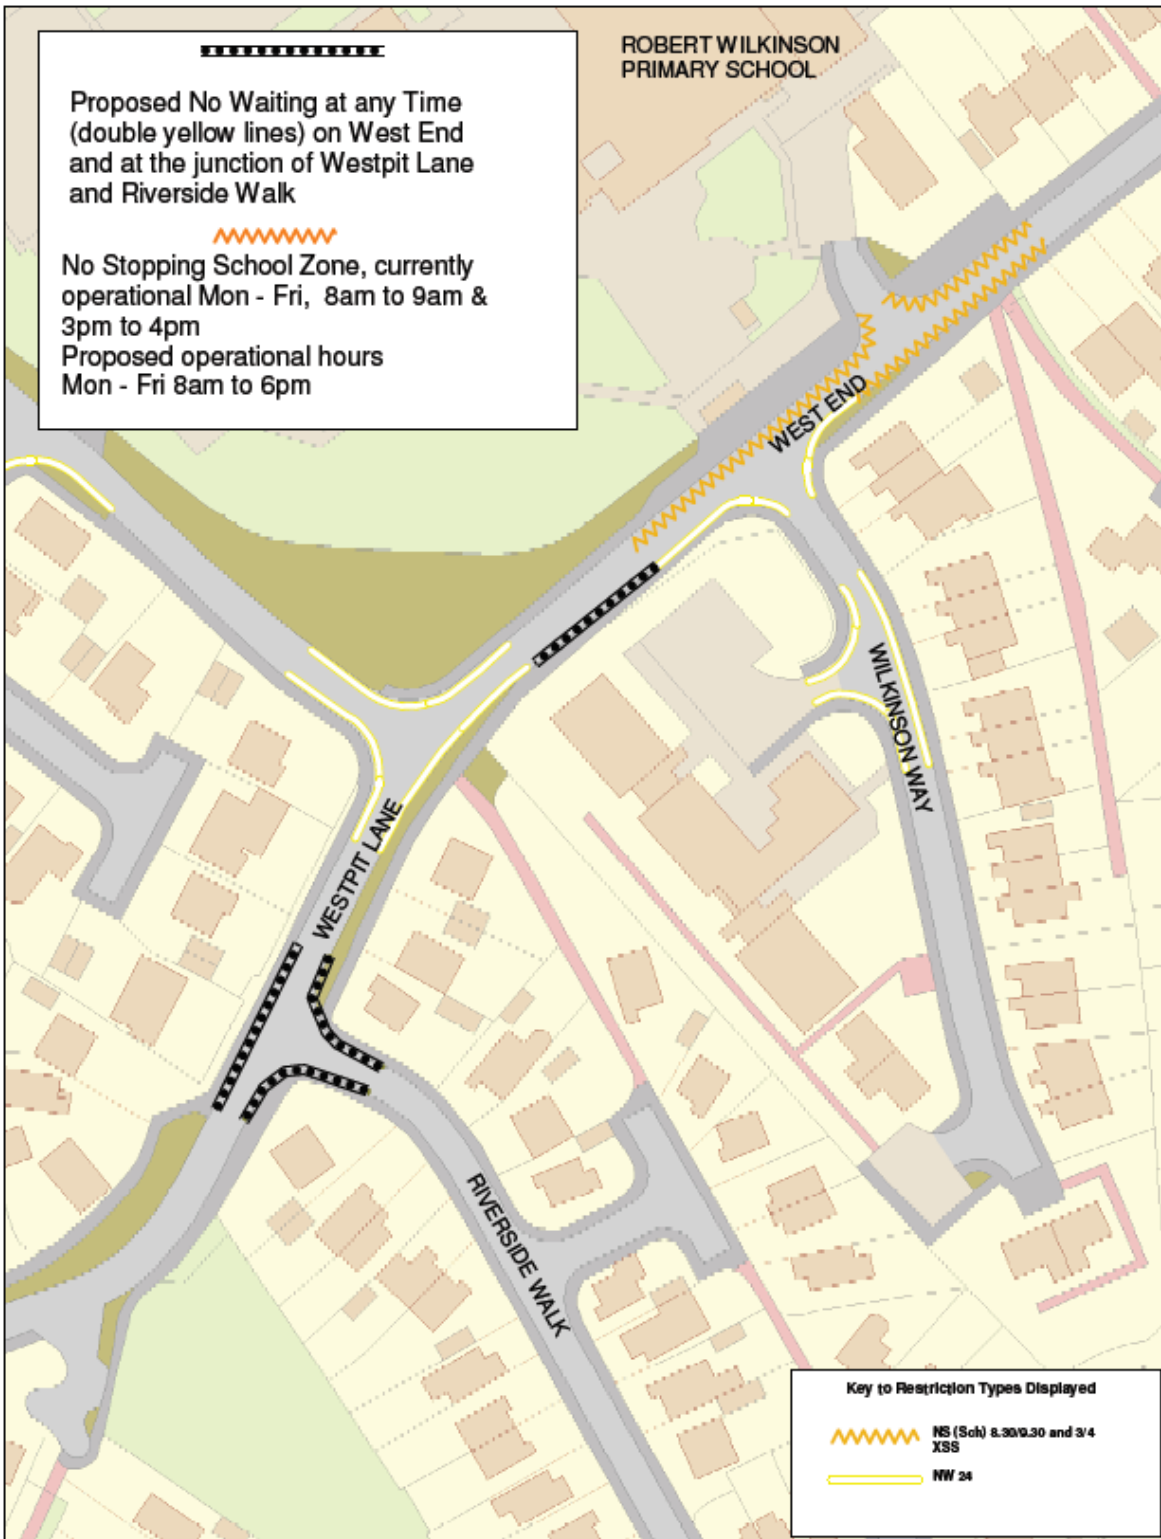 ROBERT WILKINSON
PRIMARY SCHOOL
Proposed No Waiting at any Time
(double yellow lines) on West End
and at the junction of Westpit Lane
and Riverside Walk
No Stopping School Zone, currently
operational Mon - Fri, 8am to 9am &
3pm to 4pm
Proposed operational hours
Mon - Fri 8am to 6pm
WEST END
WILKINSON WAY
WESTPIT LANE
RIVERSIDE WALK
Key to Restriction Types Displayed
NS (Sch) 8.30/9.30 and 3/4
XSS
NW 24